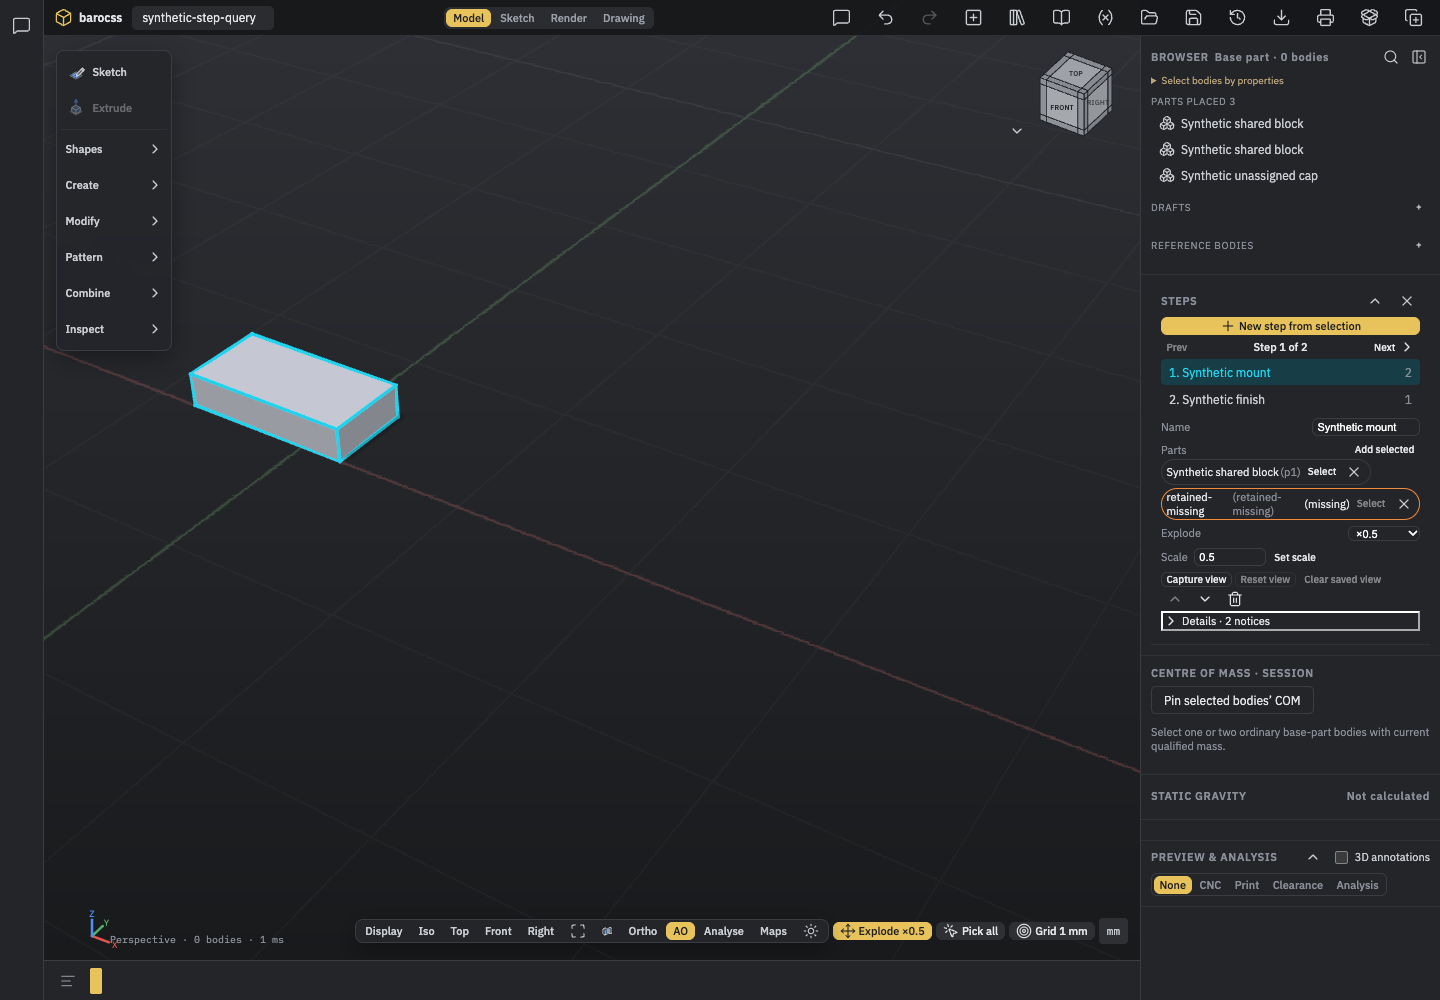 barocss
synthetic-step-query
Model
Sketch
Render
Drawing
Sketch
Extrude
Shapes
Create
Modify
Pattern
Combine
Inspect
TOP
FRONT
RIGHT
BROWSER Base part · 0 bodies
Select bodies by properties
PARTS PLACED 3
Synthetic shared block
Synthetic shared block
Synthetic unassigned cap
DRAFTS +
REFERENCE BODIES +
STEPS
+ New step from selection
Prev Step 1 of 2 Next
1. Synthetic mount 2
2. Synthetic finish 1
Name Synthetic mount
Parts Add selected
Synthetic shared block (p1) Select
retained-missing (retained-missing) (missing) Select
Explode ×0.5
Scale 0.5 Set scale
Capture view Reset view Clear saved view
Details · 2 notices
CENTRE OF MASS · SESSION
Pin selected bodies’ COM
Select one or two ordinary base-part bodies with current
qualified mass.
STATIC GRAVITY Not calculated
PREVIEW & ANALYSIS 3D annotations
None CNC Print Clearance Analysis
Z
Y
X
Perspective · 0 bodies · 1 ms
Display Iso Top Front Right Ortho AO Analyse Maps Explode ×0.5 Pick all Grid 1 mm mm